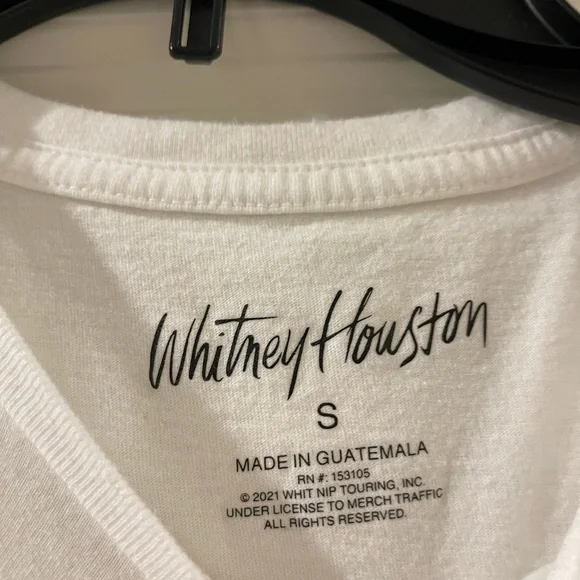 Whitney Houston
S
MADE IN GUATEMALA
RN #: 153105
© 2021 WHIT NIP TOURING, INC.
UNDER LICENSE TO MERCH TRAFFIC
ALL RIGHTS RESERVED.